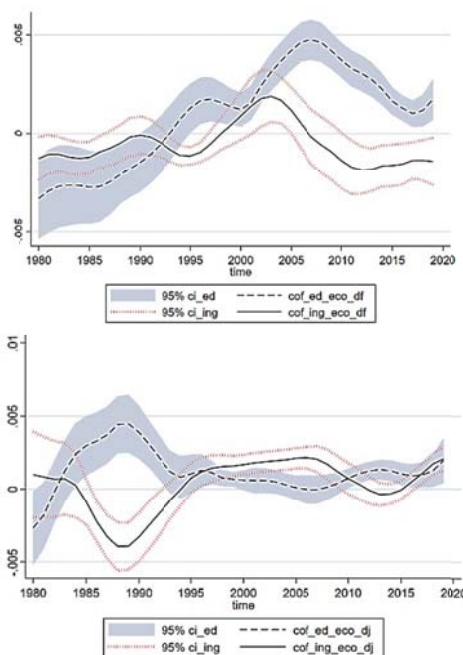 .005
0
-.005
1980 1985 1990 1995 2000 2005 2010 2015 2020
time
95% ci_ed cof_ed_eco_df
95% ci_ing cof_ing_eco_df
.01
.005
0
-.005
1980 1985 1990 1995 2000 2005 2010 2015 2020
time
95% ci_ed cof_ed_eco_dj
95% ci_ing cof_ing_eco_dj